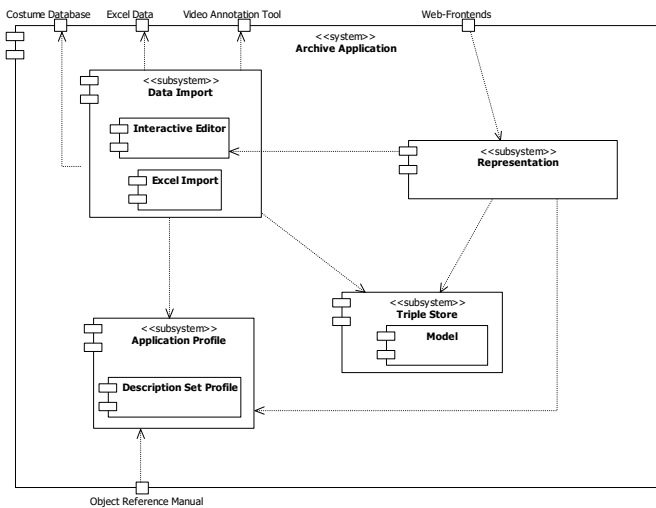 Costume Database
Excel Data
Video Annotation Tool
Web-Frontends
<<system>>
Archive Application
<<subsystem>>
Data Import
Interactive Editor
Excel Import
<<subsystem>>
Representation
<<subsystem>>
Triple Store
Model
<<subsystem>>
Application Profile
Description Set Profile
Object Reference Manual